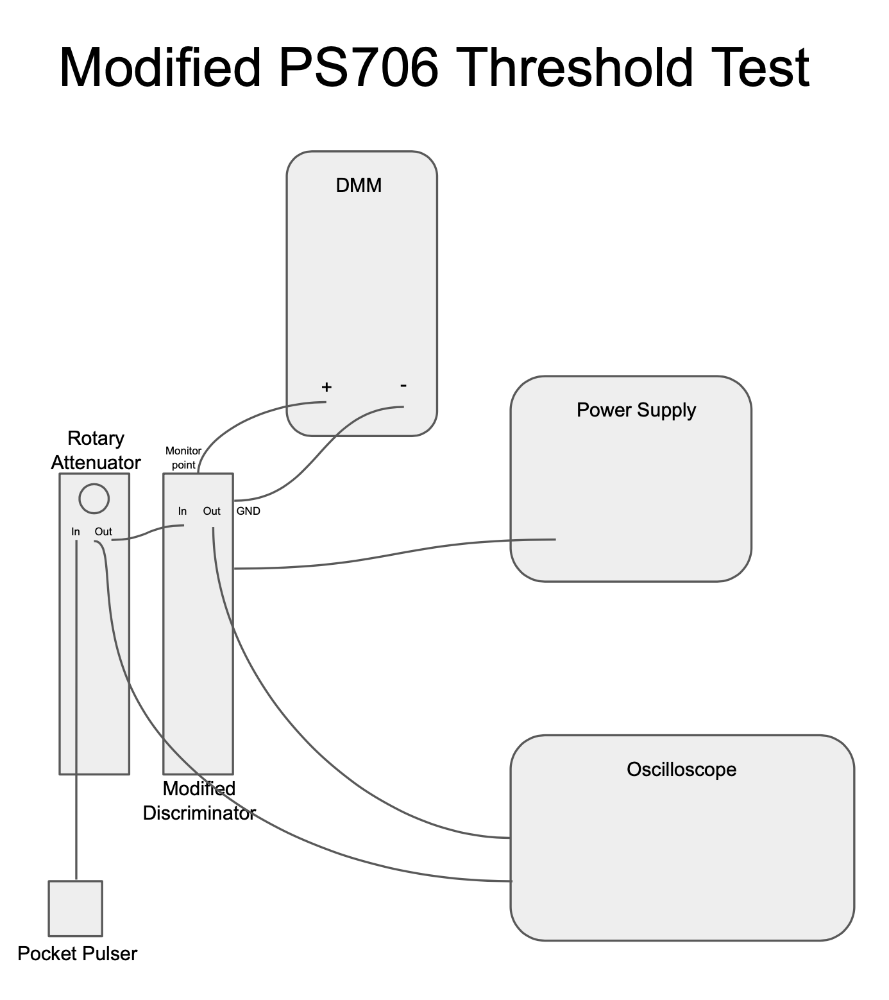 Modified PS706 Threshold Test
DMM
+
-
Power Supply
Rotary
Attenuator
Monitor
point
In
Out
GND
In
Out
Oscilloscope
Modified
Discriminator
Pocket Pulser